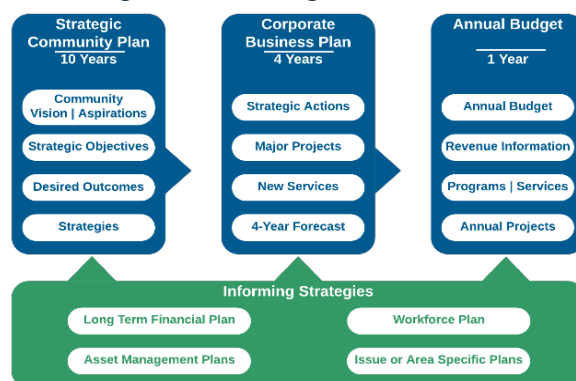 Strategic
Community Plan
10 Years
Community
Vision | Aspirations
Strategic Objectives
Desired Outcomes
Strategies
Corporate
Business Plan
4 Years
Strategic Actions
Major Projects
New Services
4-Year Forecast
Annual Budget
1 Year
Annual Budget
Revenue Information
Programs | Services
Annual Projects
Informing Strategies
Long Term Financial Plan
Workforce Plan
Asset Management Plans
Issue or Area Specific Plans